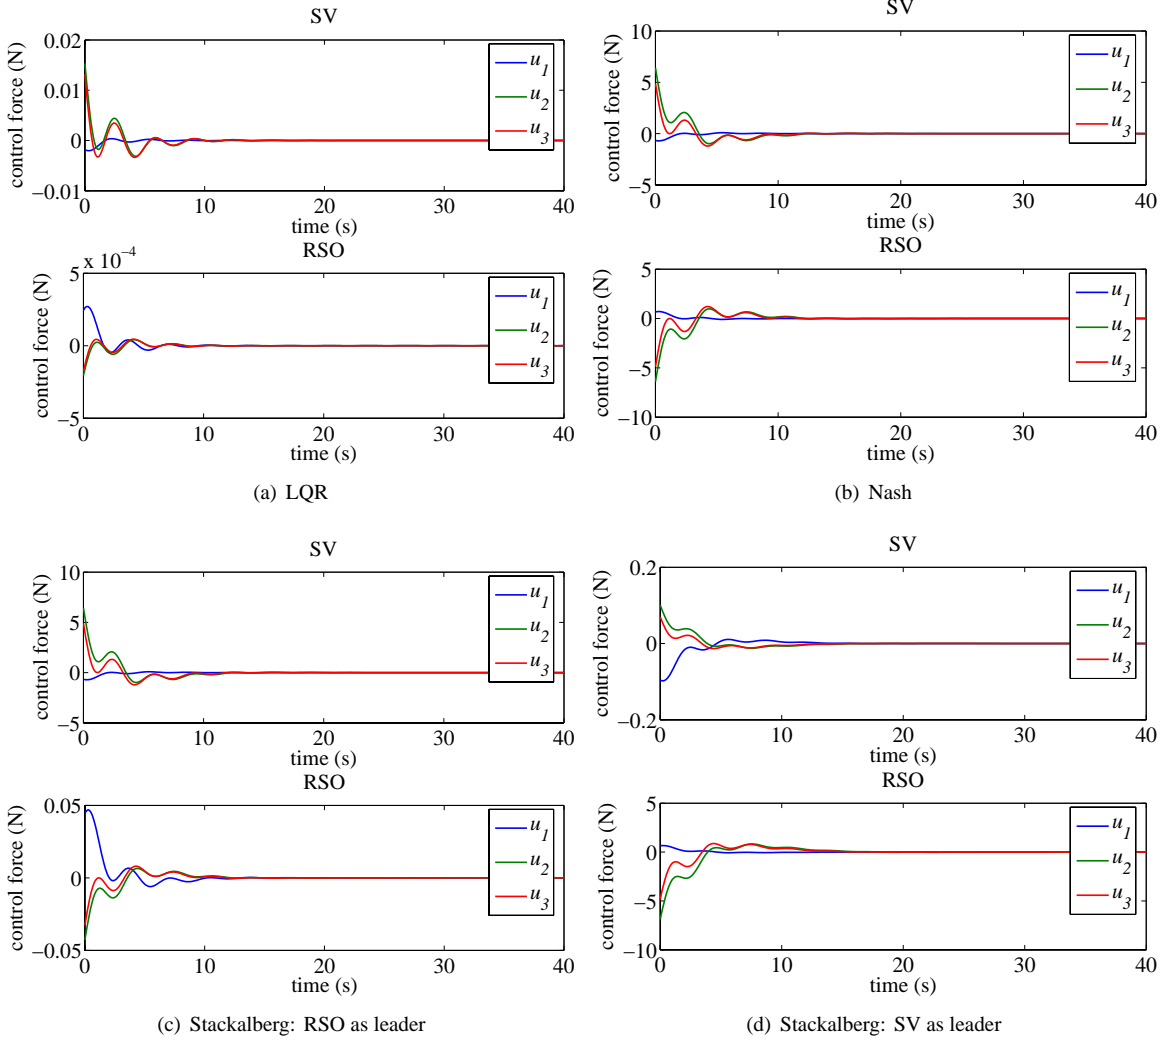 SV
control force (N)
0.02
0.01
0
−0.01
0
10
20
30
40
time (s)
u1
u2
u3
RSO
x 10−4
control force (N)
5
0
−5
0
10
20
30
40
time (s)
u1
u2
u3
(a) LQR
SV
control force (N)
10
5
0
−5
0
10
20
30
40
time (s)
u1
u2
u3
RSO
control force (N)
5
0
−5
−10
0
10
20
30
40
time (s)
u1
u2
u3
(b) Nash
SV
control force (N)
10
5
0
−5
0
10
20
30
40
time (s)
u1
u2
u3
RSO
control force (N)
0.05
0
−0.05
0
10
20
30
40
time (s)
u1
u2
u3
(c) Stackalberg: RSO as leader
SV
control force (N)
0.2
0
−0.2
0
10
20
30
40
time (s)
u1
u2
u3
RSO
control force (N)
5
0
−5
−10
0
10
20
30
40
time (s)
u1
u2
u3
(d) Stackalberg: SV as leader